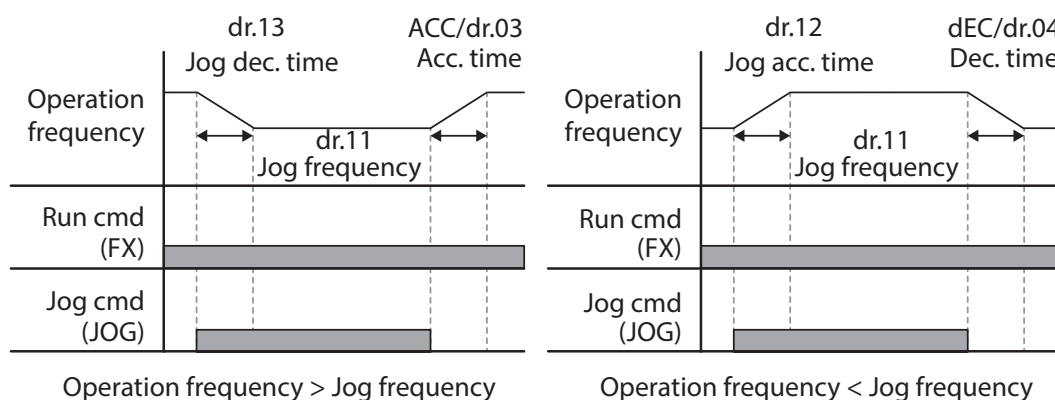 dr.13
Jog dec. time
ACC/dr.03
Acc. time
Operation
frequency
dr.11
Jog frequency
Run cmd
(FX)
Jog cmd
(JOG)
Operation frequency > Jog frequency
dr.12
Jog acc. time
dEC/dr.04
Dec. time
Operation
frequency
dr.11
Jog frequency
Run cmd
(FX)
Jog cmd
(JOG)
Operation frequency < Jog frequency